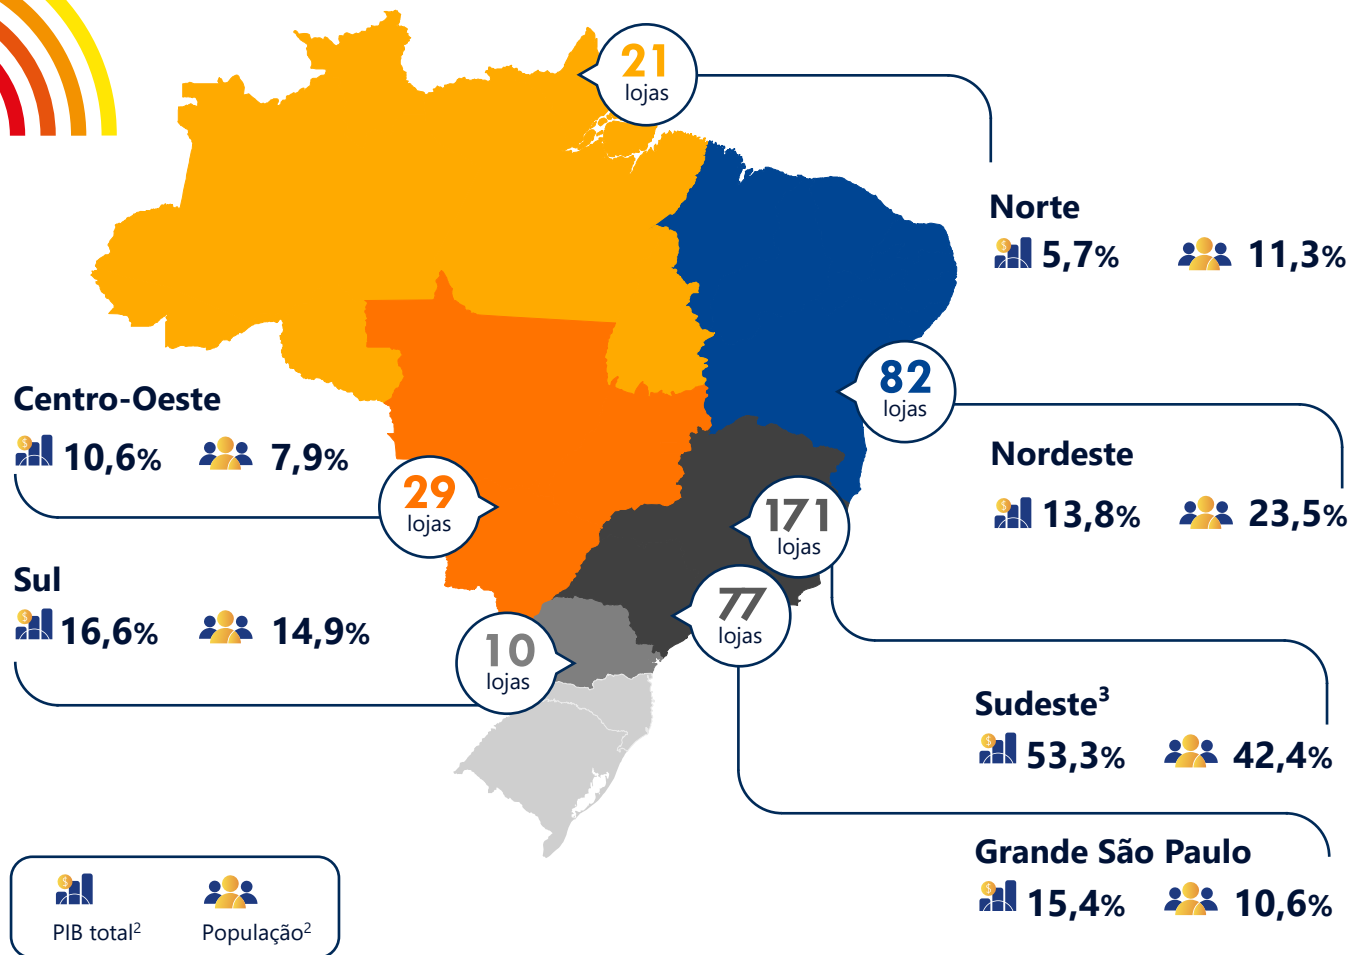 21
lojas
Norte
5,7%
11,3%
82
lojas
Nordeste
13,8%
23,5%
Centro-Oeste
10,6%
7,9%
29
lojas
171
lojas
Sul
16,6%
14,9%
10
lojas
77
lojas
Sudeste³
53,3%
42,4%
Grande São Paulo
15,4%
10,6%
PIB total²
População²